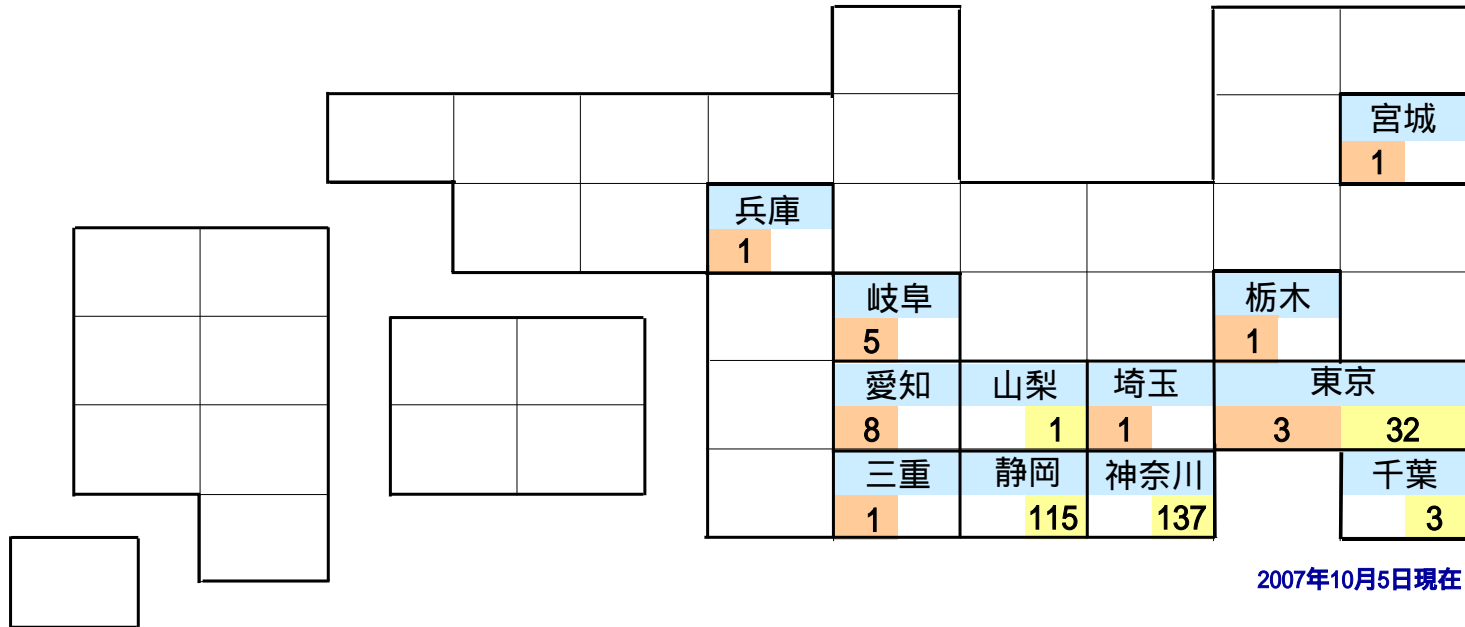 宮城
1
兵庫
1
岐阜
5
栃木
1
愛知 山梨 埼玉 東京
8 1 1 3 32
三重 静岡 神奈川 千葉
1 115 137 3
2007年10月5日現在